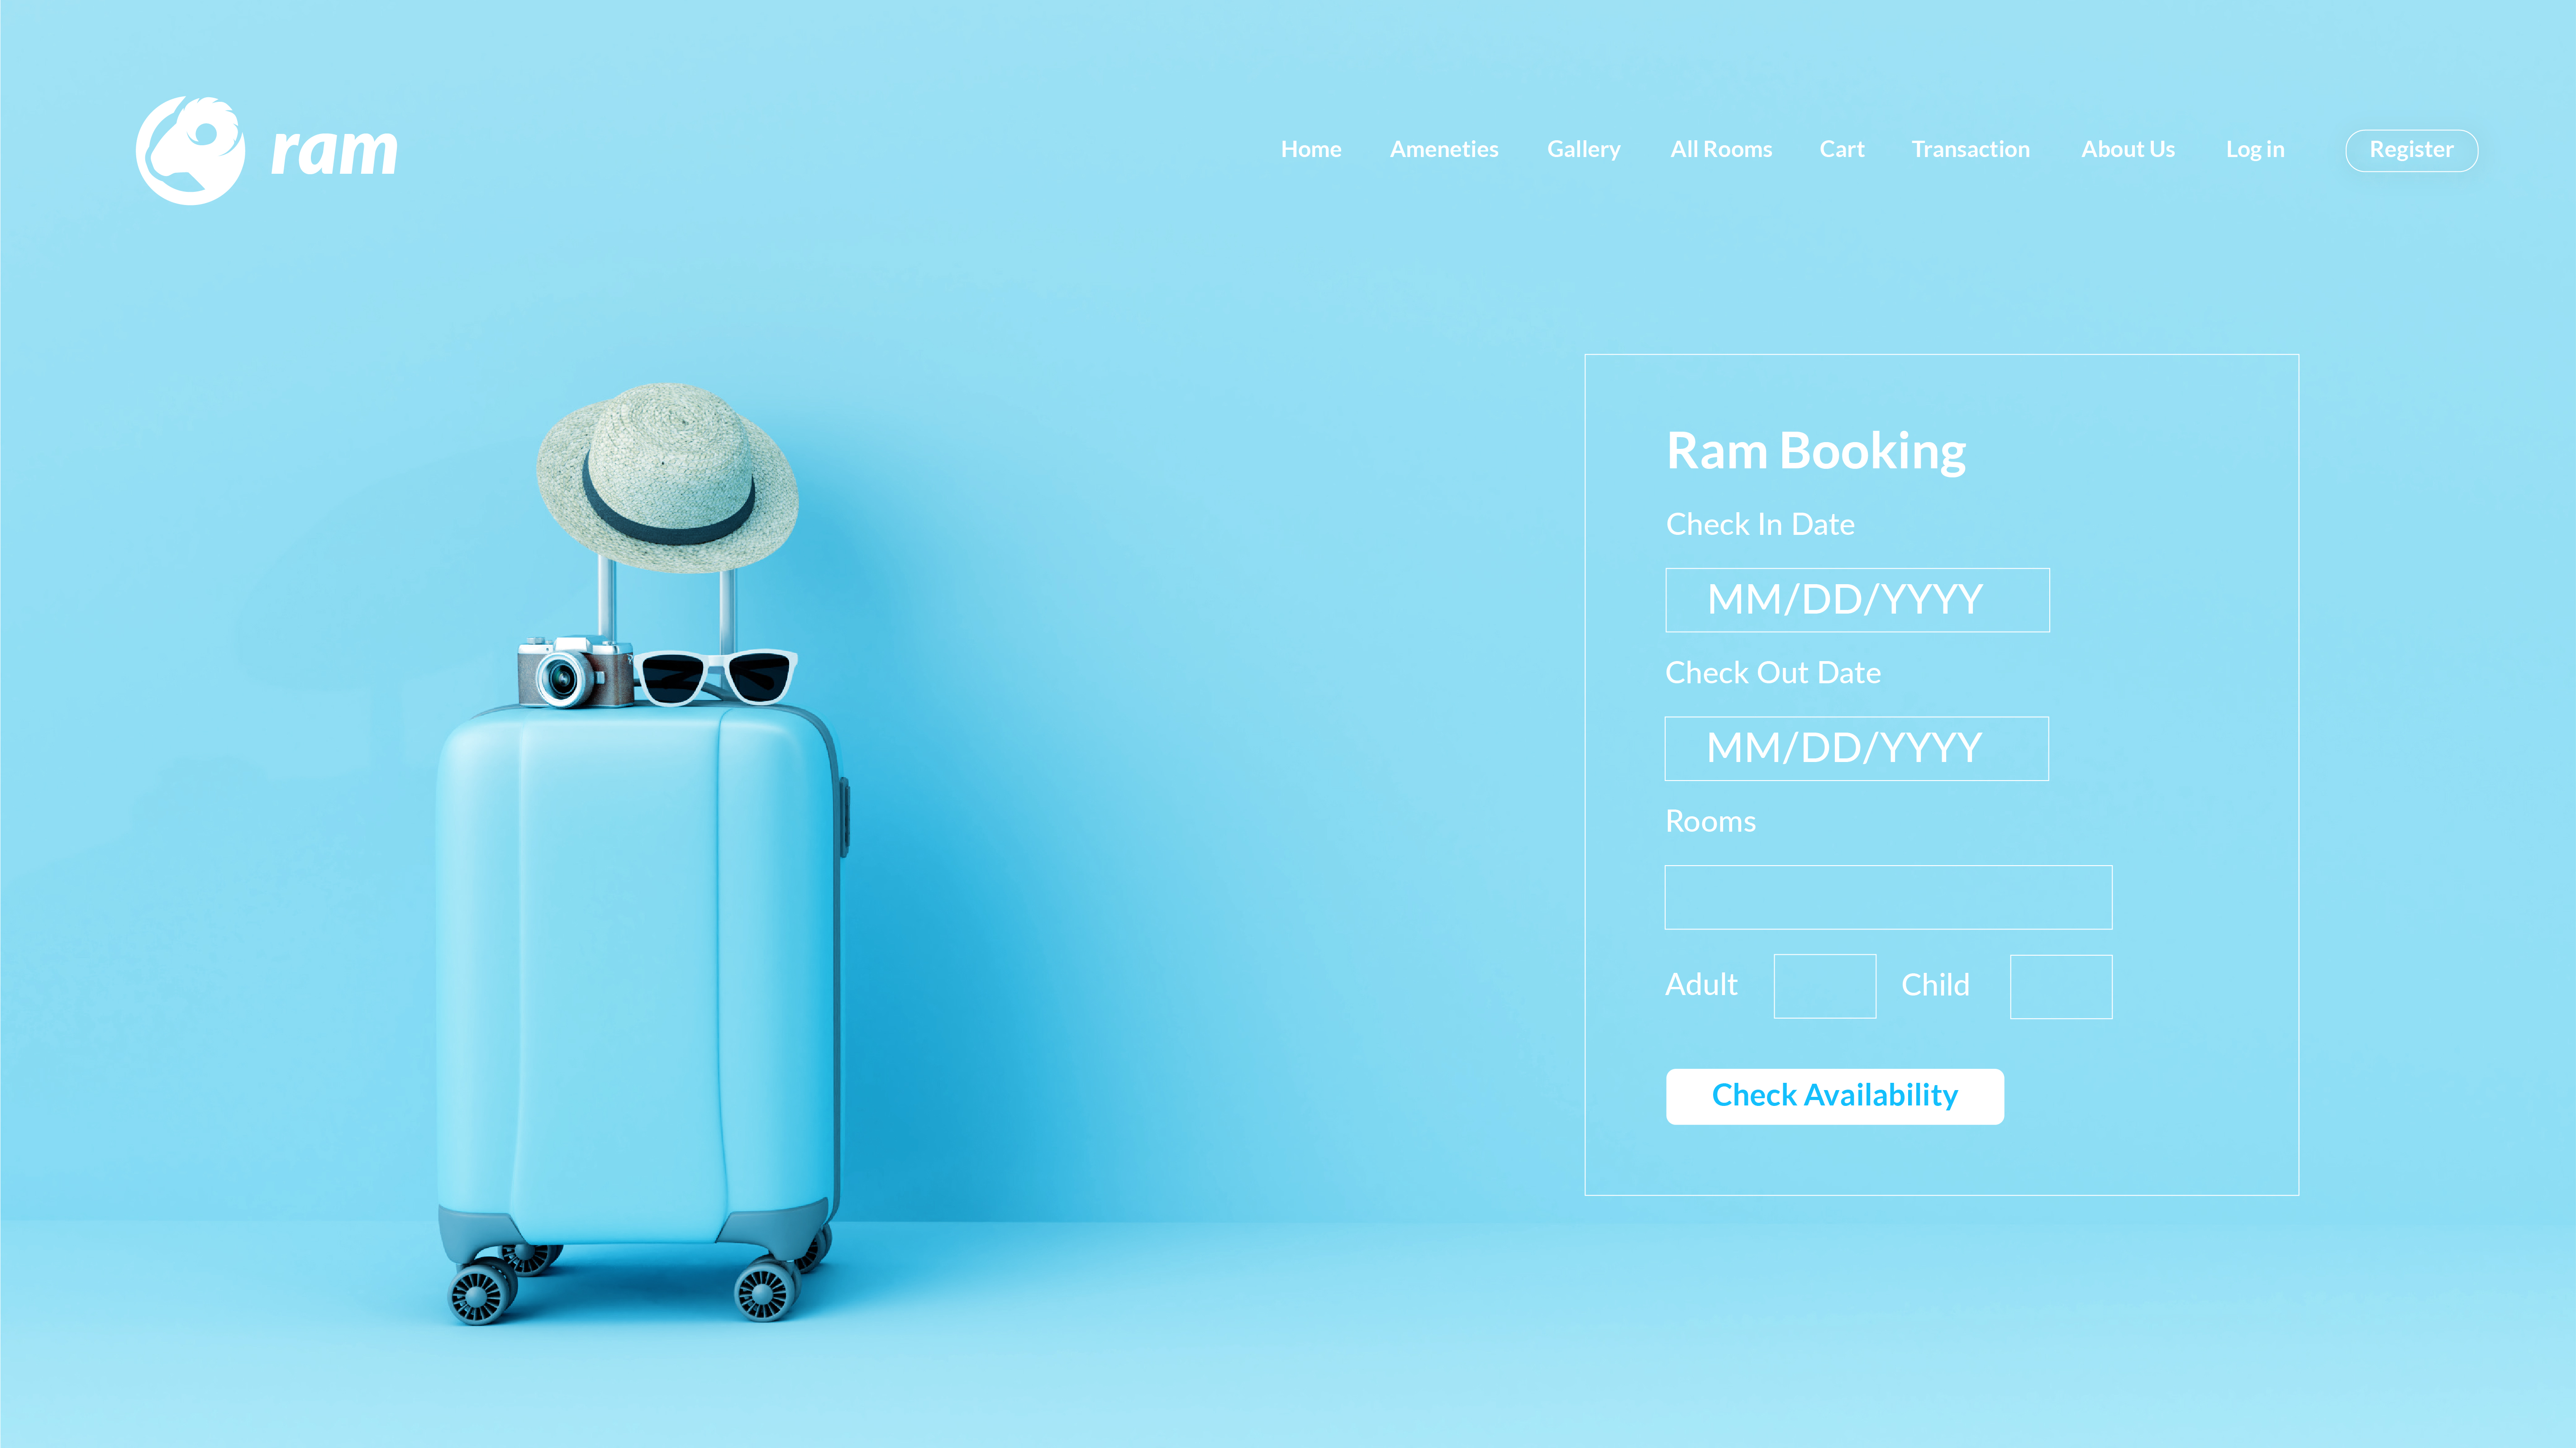 ram
Home Ameneties Gallery All Rooms Cart Transaction About Us Log in Register
Ram Booking
Check In Date
MM/DD/YYYY
Check Out Date
MM/DD/YYYY
Rooms
Adult Child
Check Availability